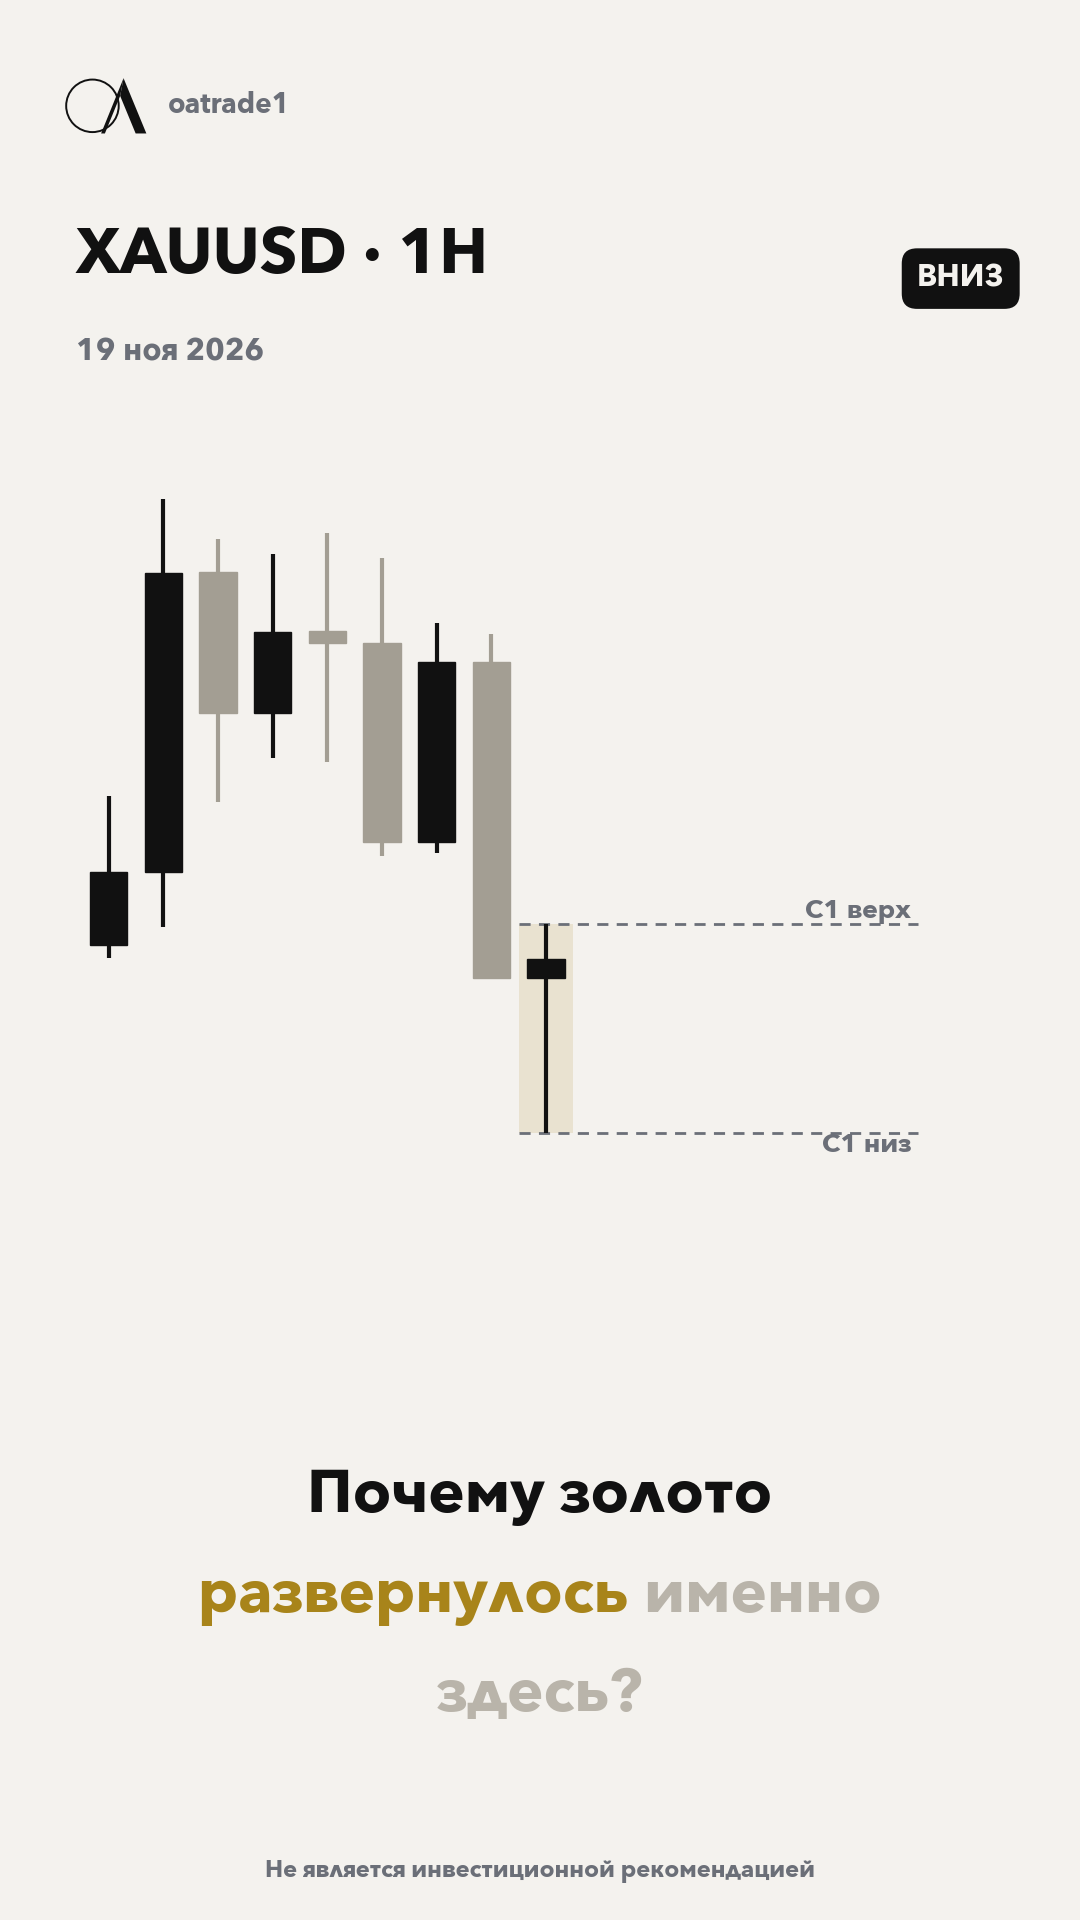 OA oatrade1
XAUUSD · 1H
ВНИЗ
19 ноя 2026
C1 верх
C1 низ
Почему золото
развернулось именно
здесь?
Не является инвестиционной рекомендацией